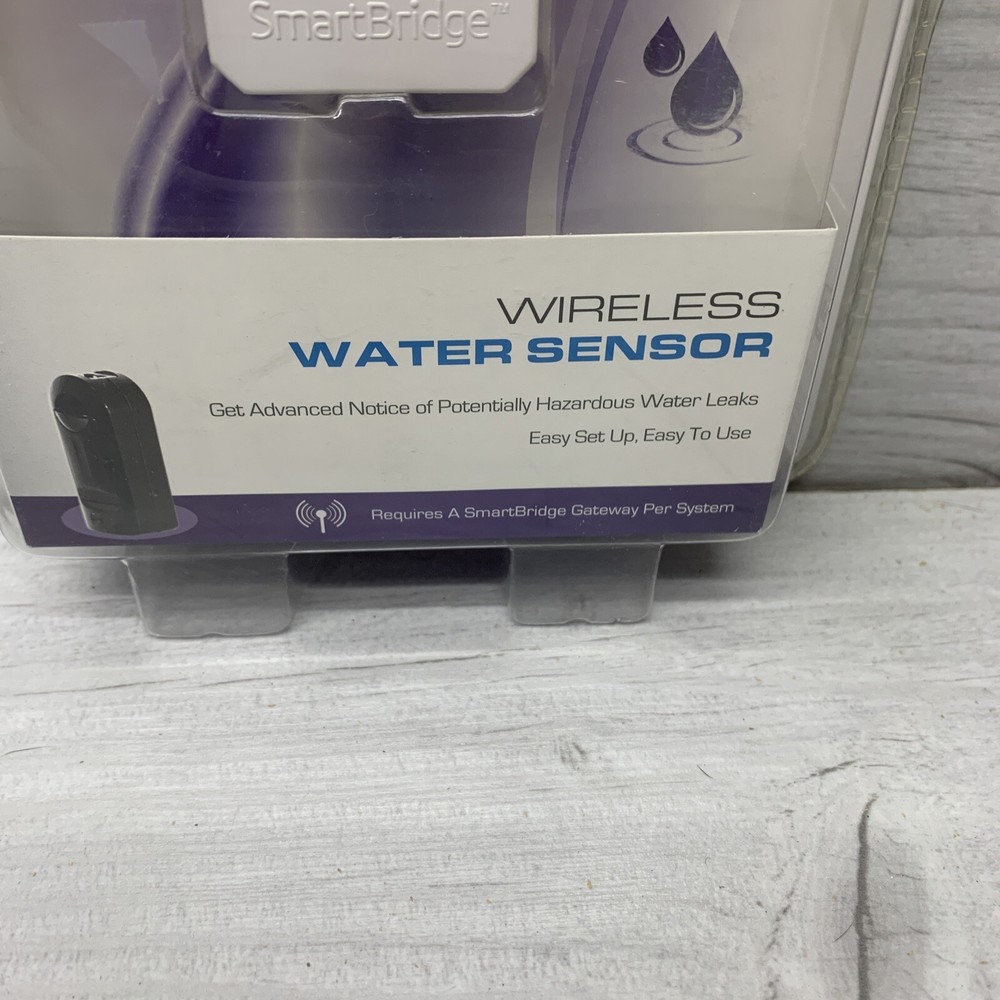 SmartBridge™
WIRELESS
WATER SENSOR
Get Advanced Notice of Potentially Hazardous Water Leaks
Easy Set Up, Easy To Use
Requires A SmartBridge Gateway Per System